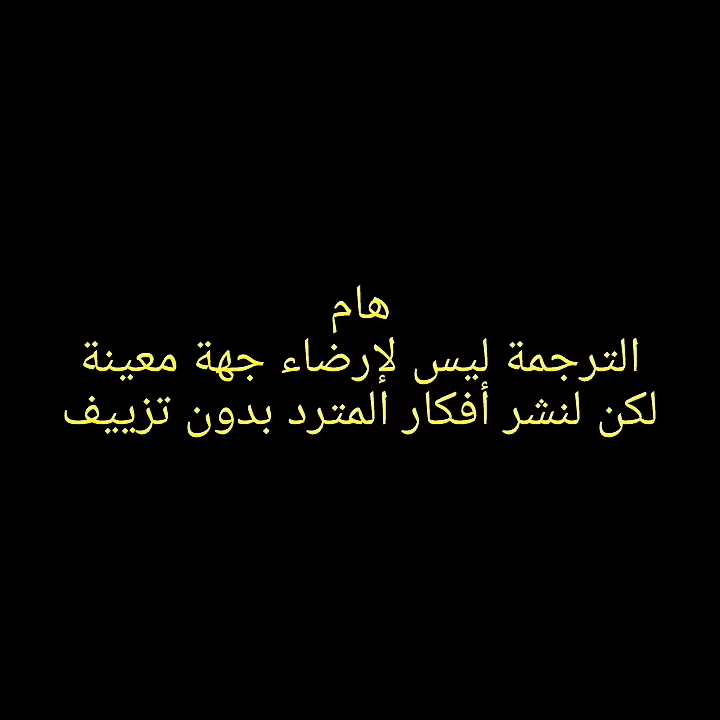 هام
الترجمة ليس لإرضاء جهة معينة
لكن لنشر أفكار المترد بدون تزييف